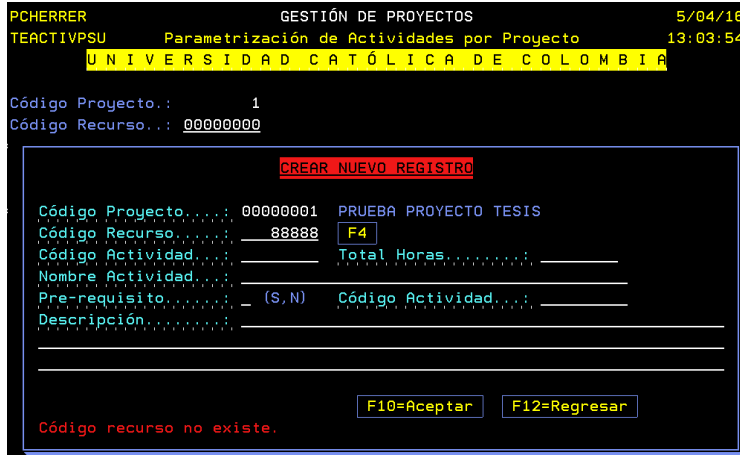 PCHERRER GESTIÓN DE PROYECTOS 5/04/16
TEACTIVPSU Parametrización de Actividades por Proyecto 13:03:54
U N I V E R S I D A D C A T Ó L I C A D E C O L O M B I A
Código Proyecto.: 1
Código Recurso..: 00000000
CREAR NUEVO REGISTRO
Código Proyecto....: 00000001 PRUEBA PROYECTO TESIS
Código Recurso.....: 88888 F4
Código Actividad...: Total Horas........:
Nombre Actividad...:
Pre-requisito......: (S,N) Código Actividad...:
Descripción........:
F10=Aceptar F12=Regresar
Código recurso no existe.